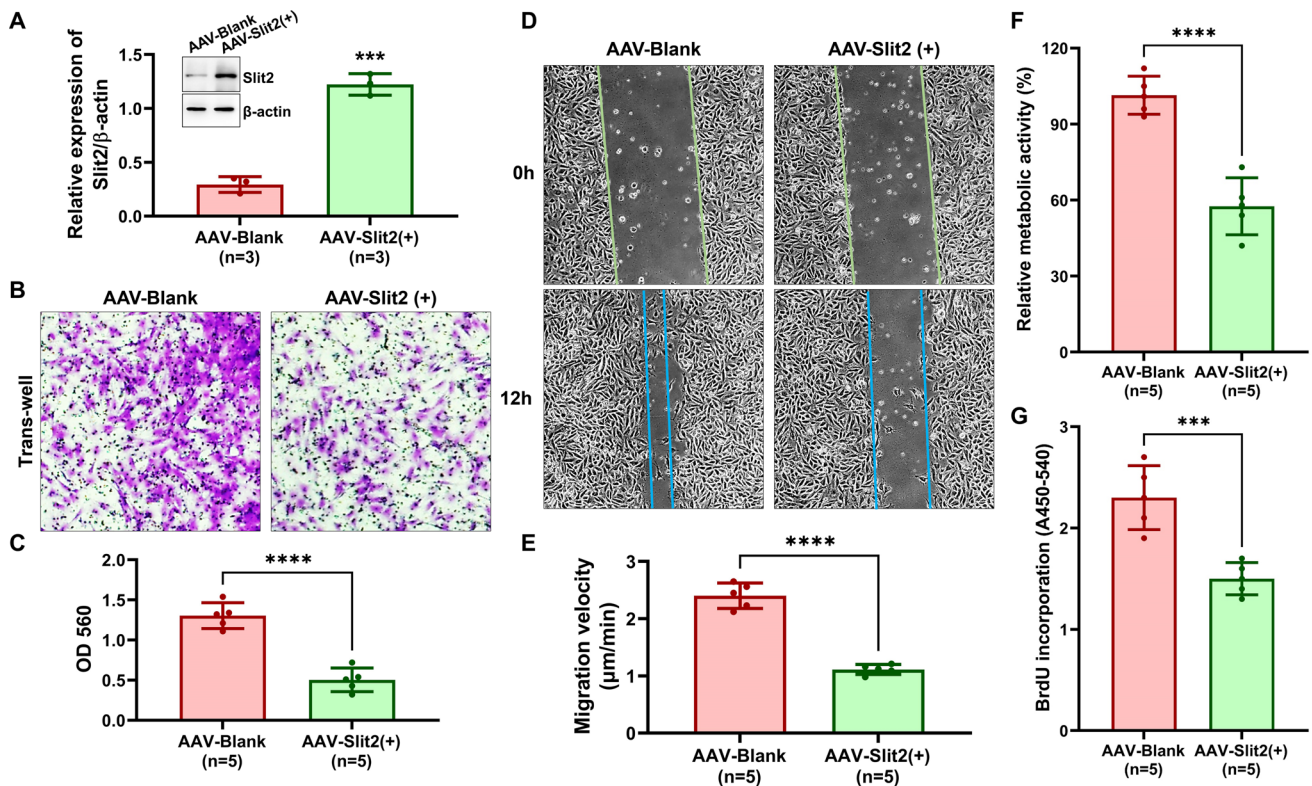 A
AAV-Blank
AAV-Slit2(+)
Slit2
β-actin
***
Relative expression of
Slit2/β-actin
1.5
1.0
0.5
0.0
AAV-Blank
(n=3)
AAV-Slit2(+)
(n=3)
B
AAV-Blank
AAV-Slit2 (+)
Trans-well
C
****
OD 560
2.0
1.5
1.0
0.5
0.0
AAV-Blank
(n=5)
AAV-Slit2(+)
(n=5)
D
AAV-Blank
AAV-Slit2 (+)
0h
12h
E
****
Migration velocity
(µm/min)
3
2
1
0
AAV-Blank
(n=5)
AAV-Slit2(+)
(n=5)
F
****
Relative metabolic activity (%)
120
90
60
30
0
AAV-Blank
(n=5)
AAV-Slit2(+)
(n=5)
G
***
BrdU incorporation (A450-540)
3
2
1
0
AAV-Blank
(n=5)
AAV-Slit2(+)
(n=5)